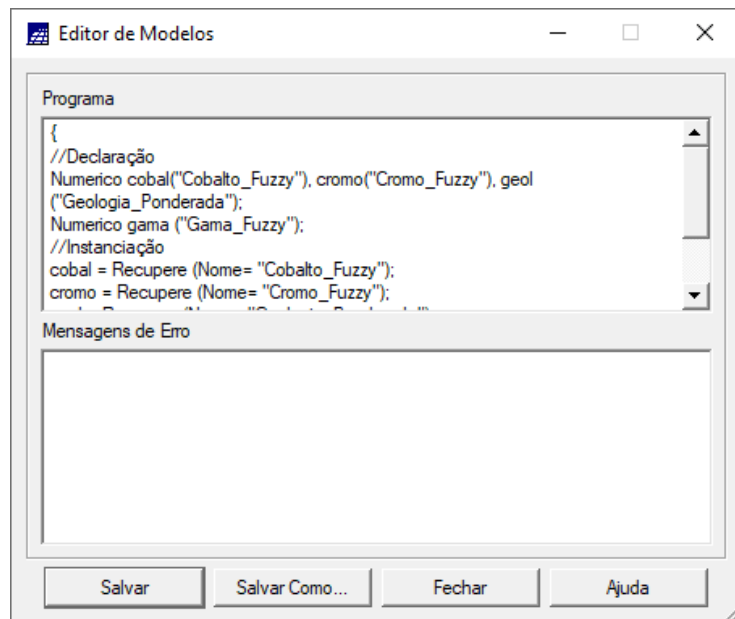 Editor de Modelos
Programa
{
//Declaração
Numerico cobal("Cobalto_Fuzzy"), cromo("Cromo_Fuzzy"), geol
("Geologia_Ponderada");
Numerico gama ("Gama_Fuzzy");
//Instanciação
cobal = Recupere (Nome= "Cobalto_Fuzzy");
cromo = Recupere (Nome= "Cromo_Fuzzy");
Mensagens de Erro
Salvar
Salvar Como...
Fechar
Ajuda